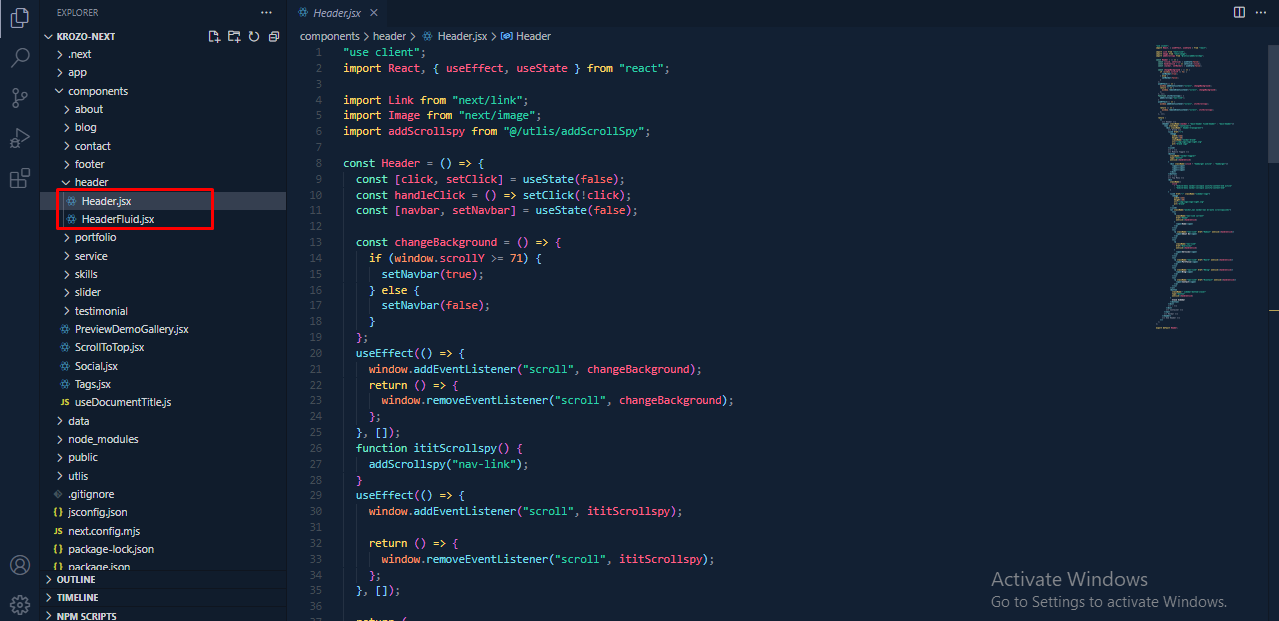 EXPLORER
KROZO-NEXT
.next
app
components
about
blog
contact
footer
header
Header.jsx
HeaderFluid.jsx
portfolio
service
skills
slider
testimonial
PreviewDemoGallery.jsx
ScrollToTop.jsx
Social.jsx
Tags.jsx
JS useDocumentTitle.js
data
node_modules
public
utlis
.gitignore
{} jsconfig.json
JS next.config.mjs
{} package-lock.json
{} package.json
OUTLINE
TIMELINE
NPM SCRIPTS
Header.jsx
components > header > Header.jsx > Header
1 "use client";
2 import React, { useEffect, useState } from "react";
3
4 import Link from "next/link";
5 import Image from "next/image";
6 import addScrollspy from "@/utlis/addScrollSpy";
7
8 const Header = () => {
9 const [click, setClick] = useState(false);
10 const handleClick = () => setClick(!click);
11 const [navbar, setNavbar] = useState(false);
12
13 const changeBackground = () => {
14 if (window.scrollY >= 71) {
15 setNavbar(true);
16 } else {
17 setNavbar(false);
18 }
19 };
20 useEffect(() => {
21 window.addEventListener("scroll", changeBackground);
22 return () => {
23 window.removeEventListener("scroll", changeBackground);
24 };
25 }, []);
26 function ititScrollspy() {
27 addScrollspy("nav-link");
28 }
29 useEffect(() => {
30 window.addEventListener("scroll", ititScrollspy);
31
32 return () => {
33 window.removeEventListener("scroll", ititScrollspy);
34 };
35 }, []);
36
37 return (
Activate Windows
Go to Settings to activate Windows.